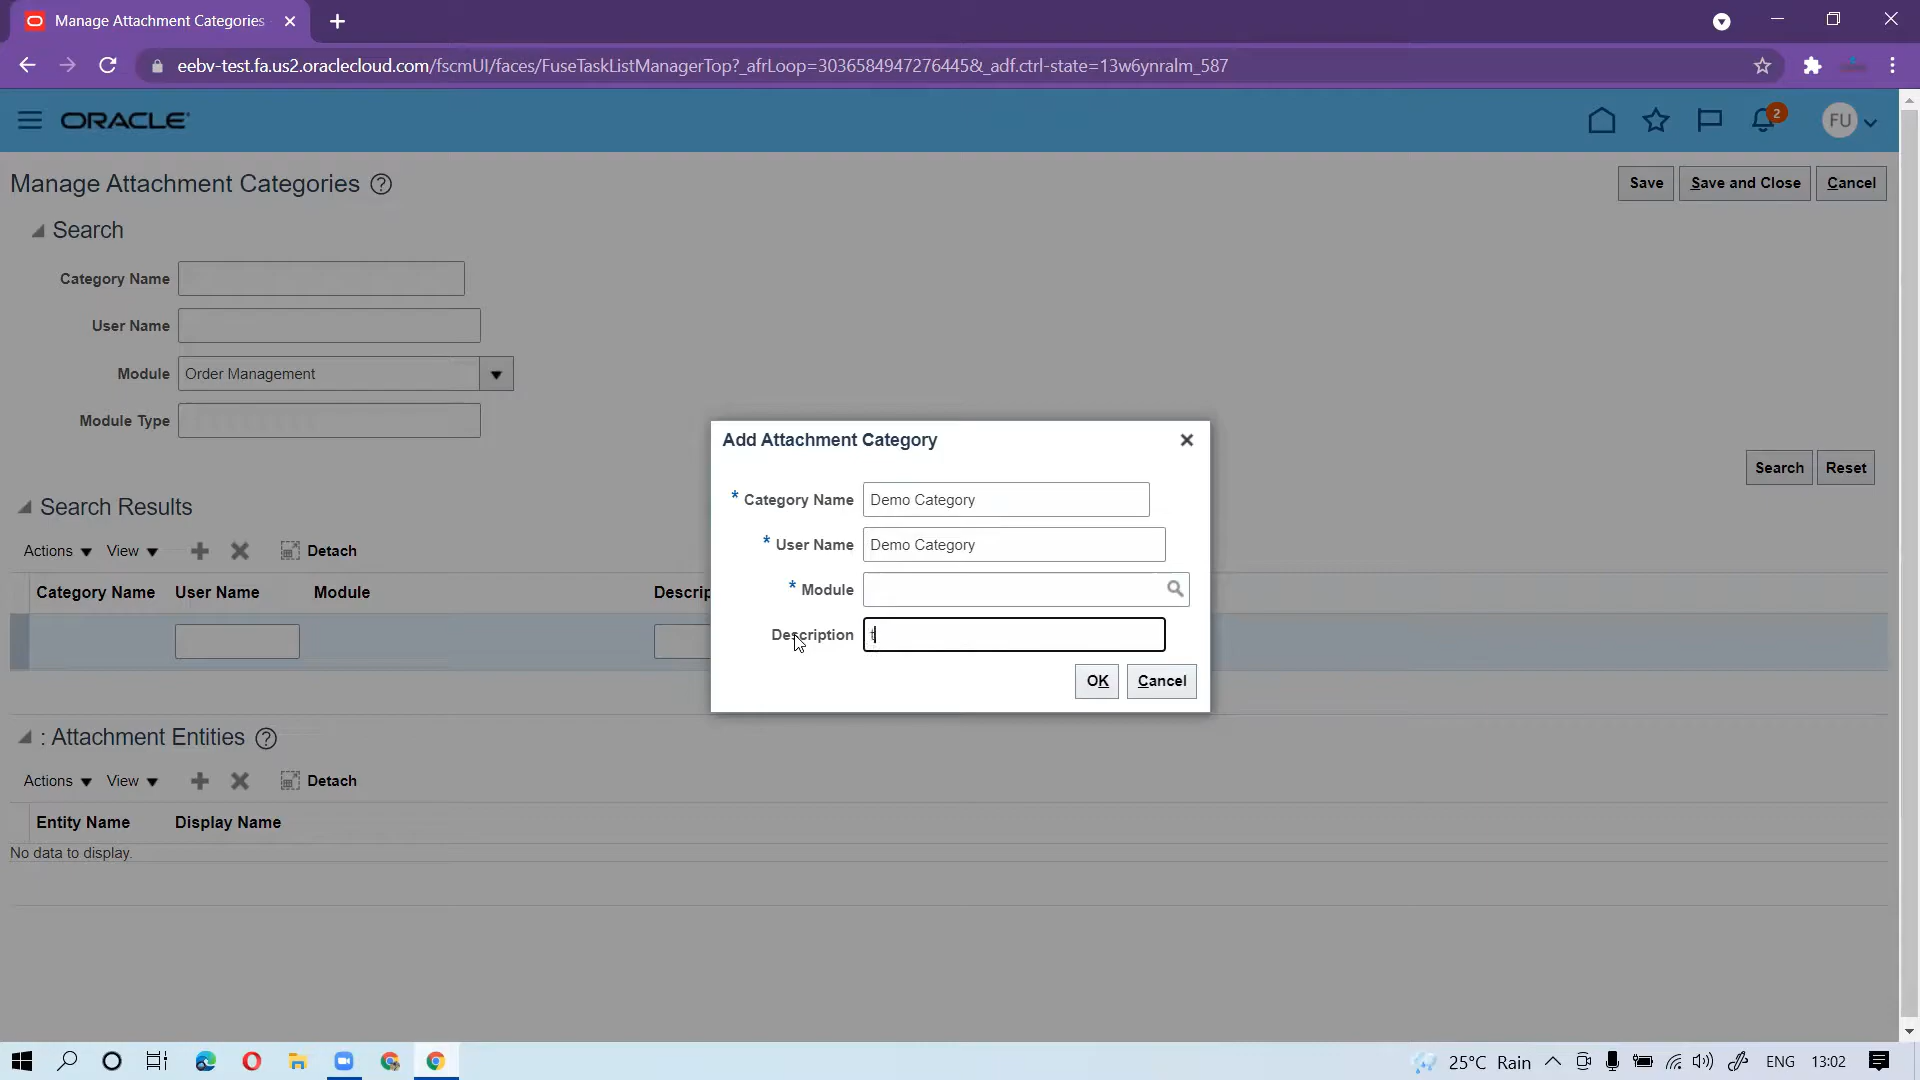 Manage Attachment Categories
eebv-test.fa.us2.oraclecloud.com/fscmUI/faces/FuseTaskListManagerTop?_afrLoop=3036584947276445&_adf.ctrl-state=13w6ynralm_587
ORACLE
2
FU
Manage Attachment Categories
Save
Save and Close
Cancel
Search
Category Name
User Name
Module Order Management
Module Type
Search
Reset
Search Results
Actions View Detach
Category Name User Name Module Descrip
Add Attachment Category
* Category Name Demo Category
* User Name Demo Category
* Module
Description t
OK
Cancel
: Attachment Entities
Actions View Detach
Entity Name Display Name
No data to display.
25°C Rain ENG 13:02